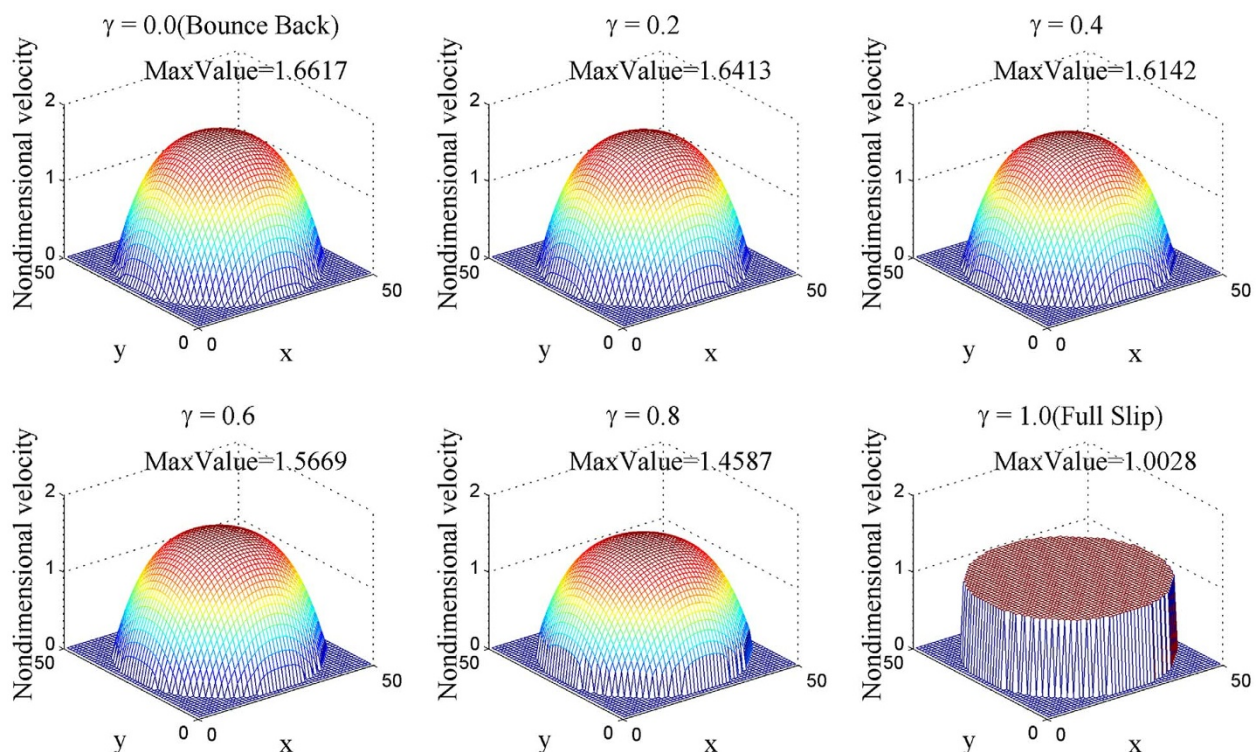 γ = 0.0(Bounce Back)
MaxValue=1.6617
Nondimensional velocity
2
1
0
50
y
0 0
x
50
γ = 0.2
MaxValue=1.6413
Nondimensional velocity
2
1
0
50
y
0 0
x
50
γ = 0.4
MaxValue=1.6142
Nondimensional velocity
2
1
0
50
y
0 0
x
50
γ = 0.6
MaxValue=1.5669
Nondimensional velocity
2
1
0
50
y
0 0
x
50
γ = 0.8
MaxValue=1.4587
Nondimensional velocity
2
1
0
50
y
0 0
x
50
γ = 1.0(Full Slip)
MaxValue=1.0028
Nondimensional velocity
2
1
0
50
y
0 0
x
50